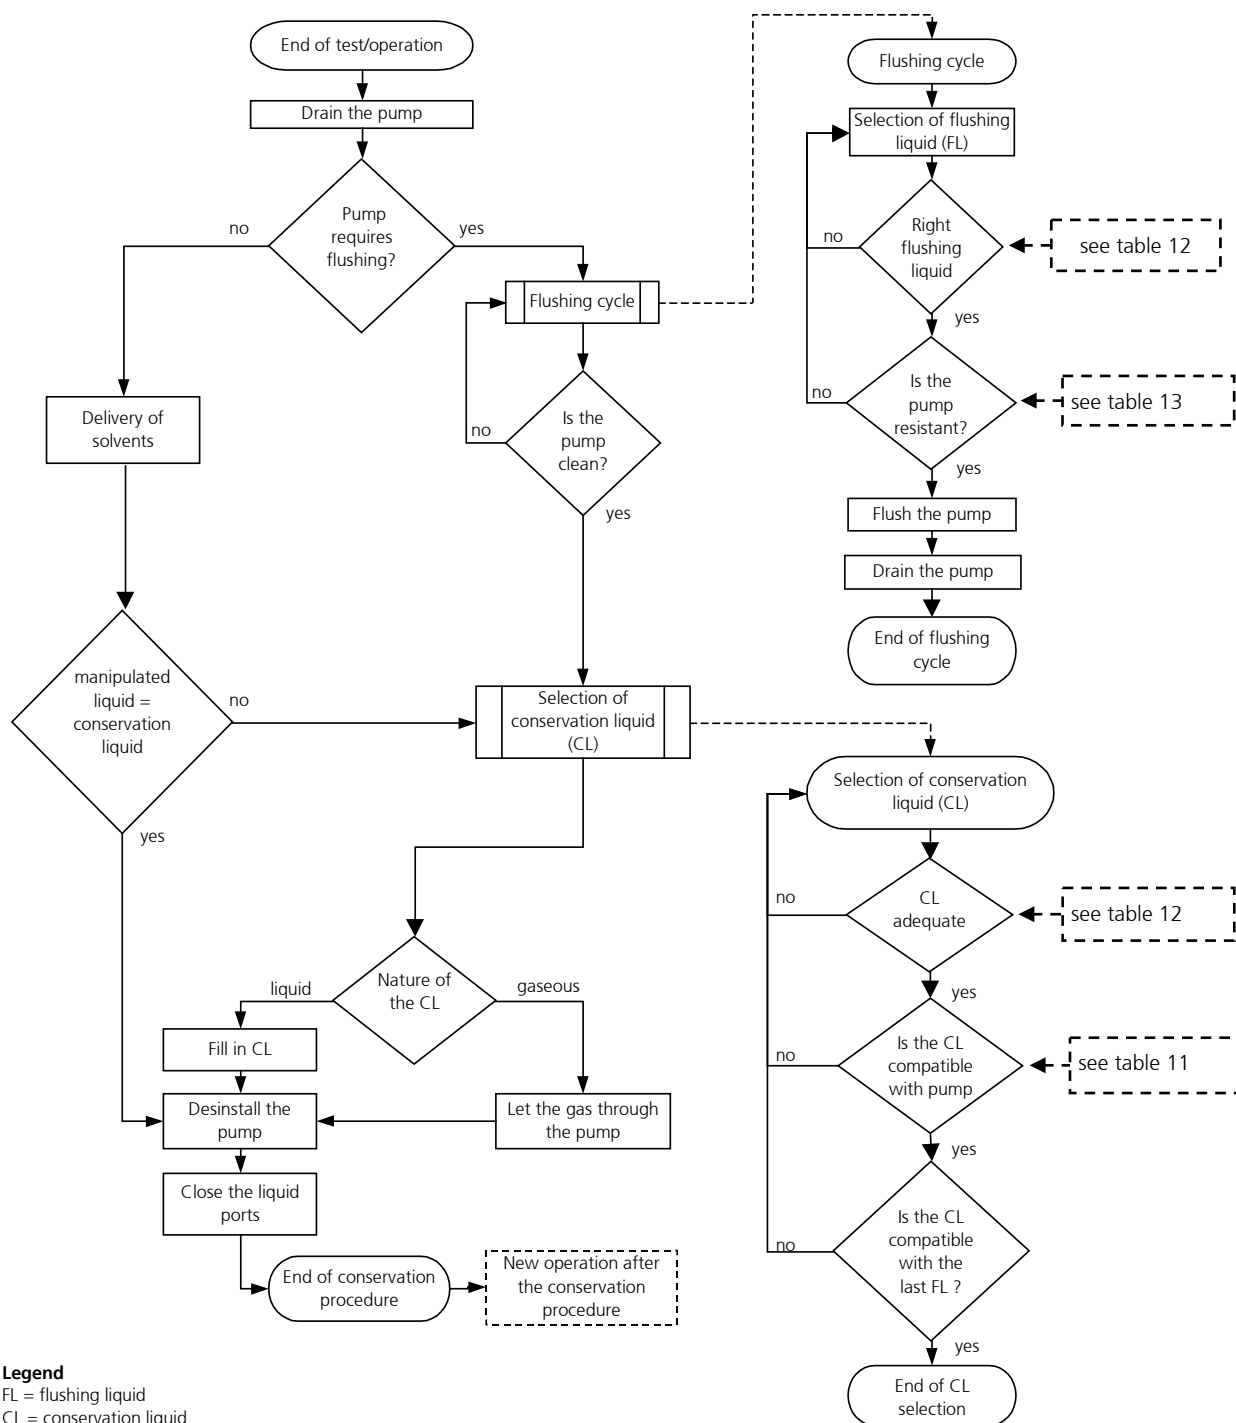 End of test/operation
Drain the pump
Pump
requires
flushing?
no
yes
Flushing cycle
Is the
pump
clean?
no
yes
Delivery of
solvents
manipulated
liquid =
conservation
liquid
no
yes
Selection of
conservation liquid
(CL)
Nature of
the CL
liquid
gaseous
Fill in CL
Desinstall the
pump
Let the gas through
the pump
Close the liquid
ports
End of conservation
procedure
New operation after
the conservation
procedure
Flushing cycle
Selection of flushing
liquid (FL)
Right
flushing
liquid
no
see table 12
yes
Is the
pump
resistant?
no
see table 13
yes
Flush the pump
Drain the pump
End of flushing
cycle
Selection of conservation
liquid (CL)
CL
adequate
no
see table 12
yes
Is the CL
compatible
with pump
no
see table 11
yes
Is the CL
compatible
with the
last FL ?
no
yes
End of CL
selection
Legend
FL = flushing liquid
CL = conservation liquid